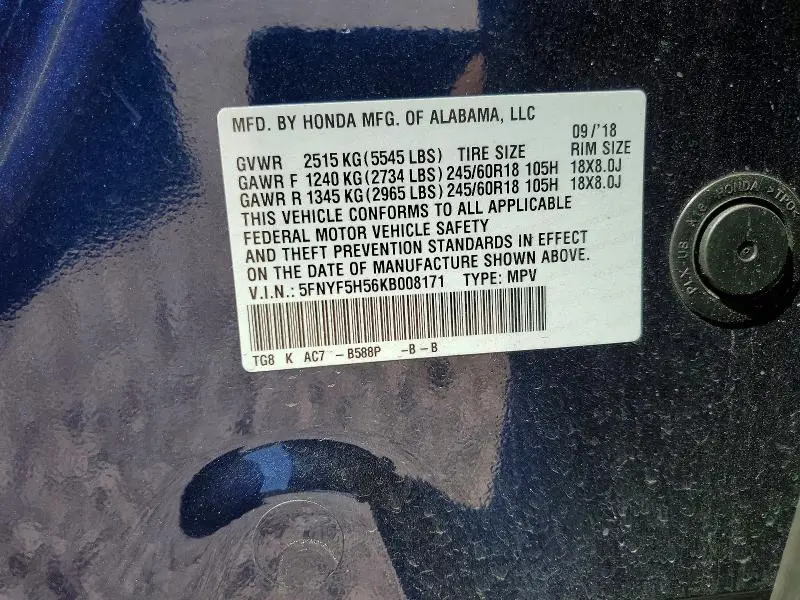 MFD. BY HONDA MFG. OF ALABAMA, LLC
09/'18
GVWR 2515 KG(5545 LBS) TIRE SIZE RIM SIZE
GAWR F 1240 KG(2734 LBS) 245/60R18 105H 18X8.0J
GAWR R 1345 KG(2965 LBS) 245/60R18 105H 18X8.0J
THIS VEHICLE CONFORMS TO ALL APPLICABLE
FEDERAL MOTOR VEHICLE SAFETY
AND THEFT PREVENTION STANDARDS IN EFFECT
ON THE DATE OF MANUFACTURE SHOWN ABOVE.
V.I.N.: 5FNYF5H56KB008171 TYPE: MPV
TG8 K AC7 -B588P -B-B
HONDA